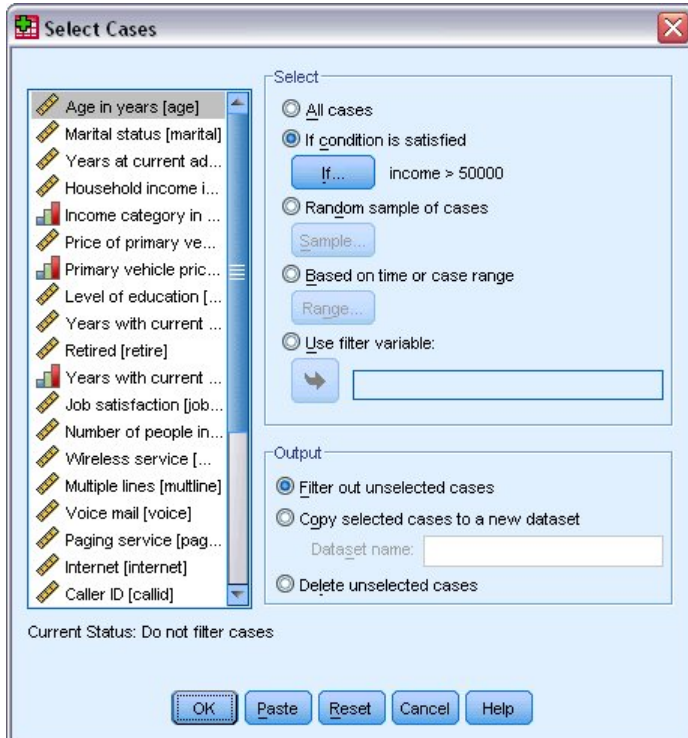 Select Cases
Age in years [age]
Marital status [marital]
Years at current ad...
Household income i...
Income category in ...
Price of primary ve...
Primary vehicle pric...
Level of education [...
Years with current ...
Retired [retire]
Years with current ...
Job satisfaction [job...
Number of people in...
Wireless service [...
Multiple lines [multline]
Voice mail [voice]
Paging service [pag...
Internet [internet]
Caller ID [callid]
Select
All cases
If condition is satisfied
If... income > 50000
Random sample of cases
Sample...
Based on time or case range
Range...
Use filter variable:
Output
Filter out unselected cases
Copy selected cases to a new dataset
Dataset name:
Delete unselected cases
Current Status: Do not filter cases
OK Paste Reset Cancel Help